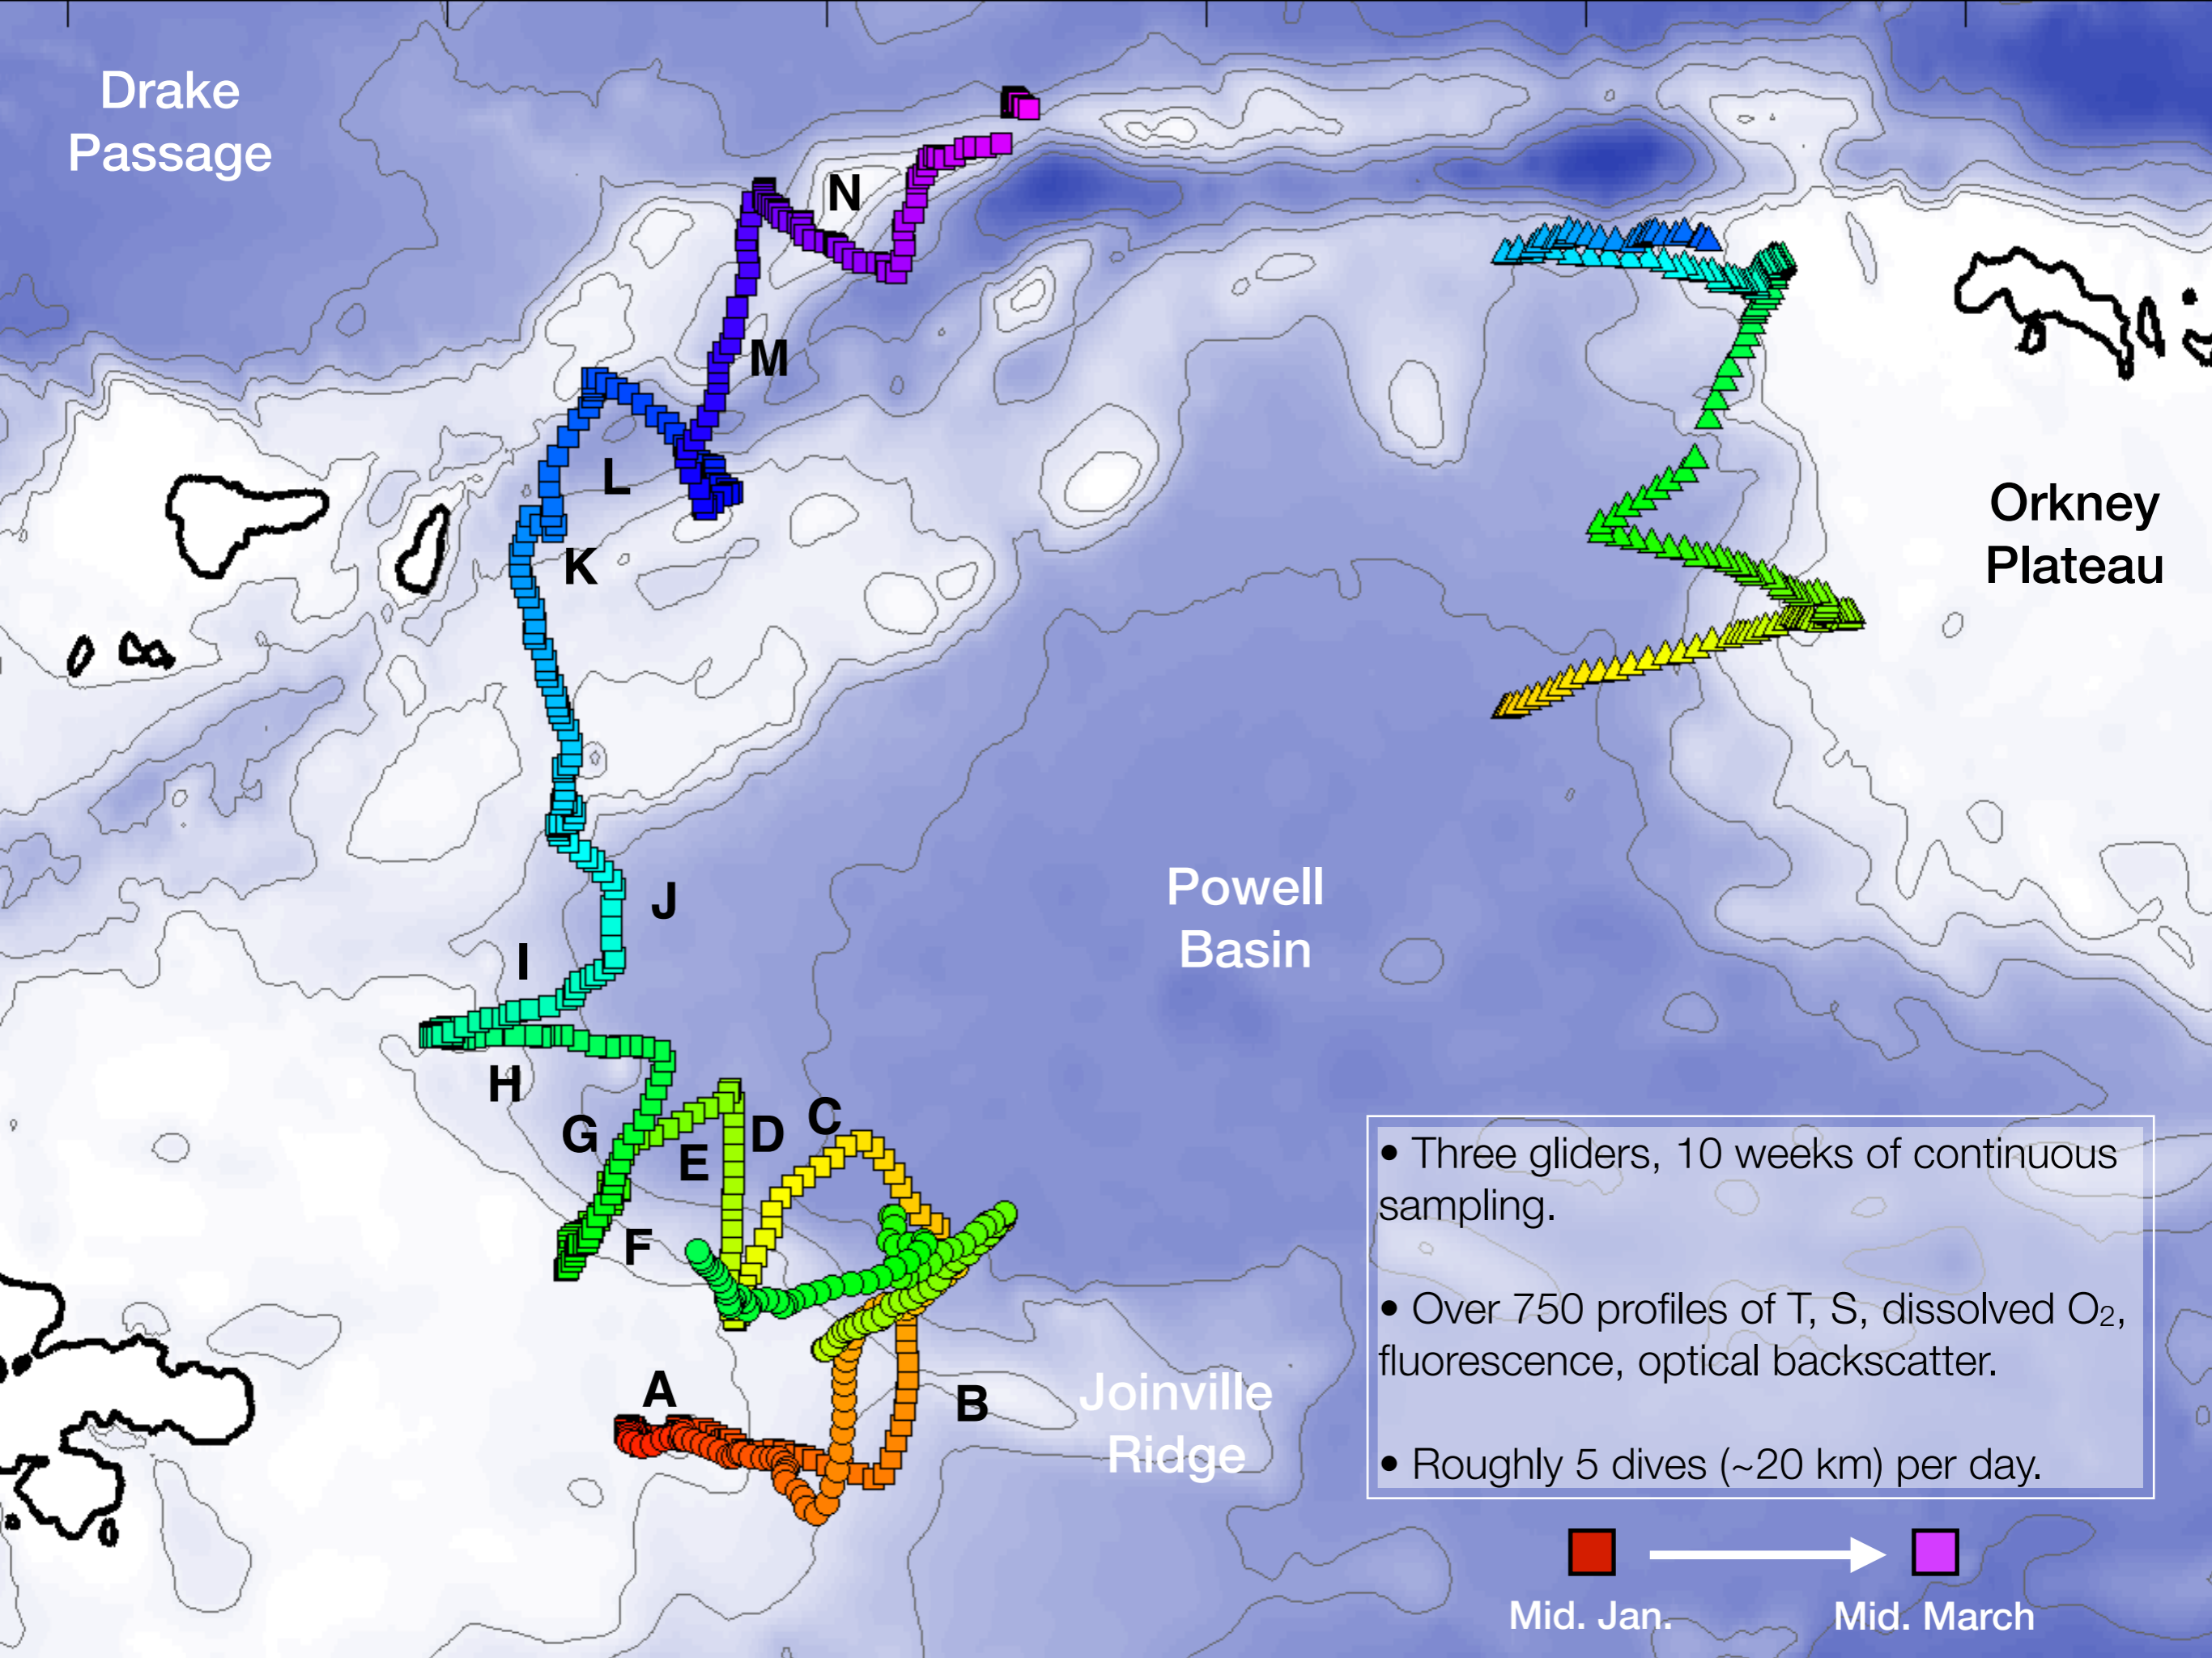 Drake
Passage
N
M
L
K
Orkney
Plateau
J
I
Powell
Basin
H
G
E
D
C
F
A
B
Joinville
Ridge
• Three gliders, 10 weeks of continuous
sampling.
• Over 750 profiles of T, S, dissolved O₂,
fluorescence, optical backscatter.
• Roughly 5 dives (~20 km) per day.
Mid. Jan.
Mid. March